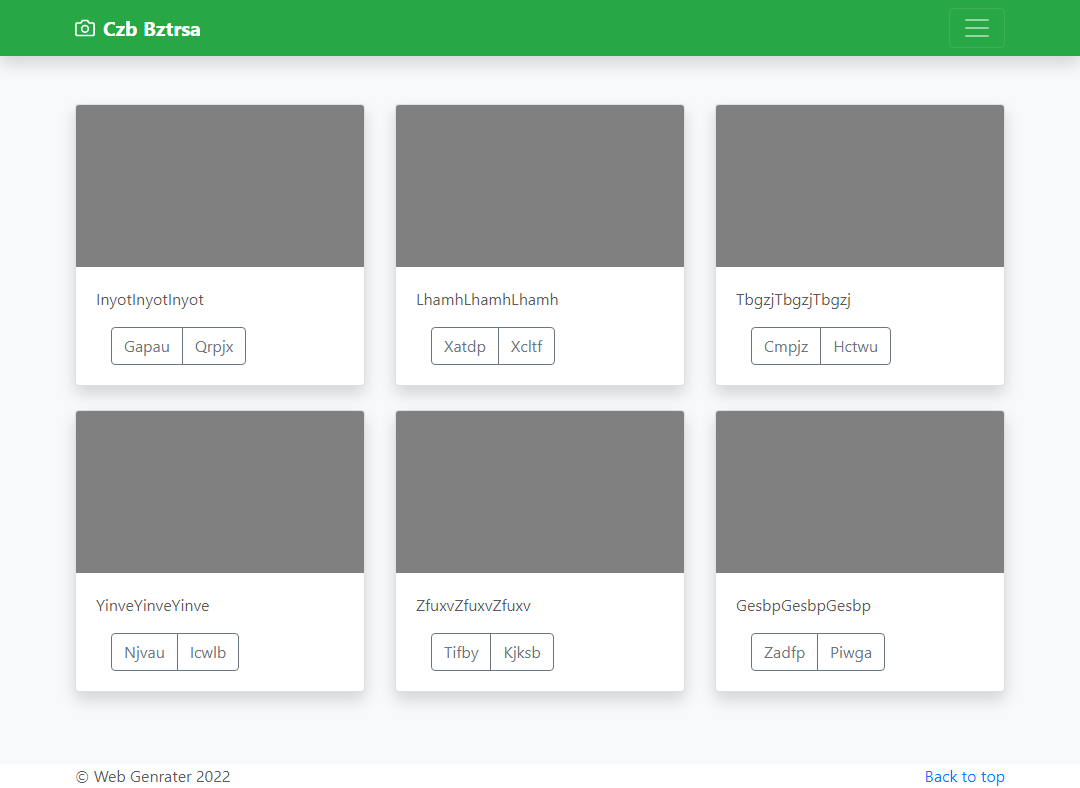 Czb Bztrsa
InyotInyotInyot
Gapau Qrpjx
LhamhLhamhLhamh
Xatdp Xcltf
TbgzjTbgzjTbgzj
Cmpjz Hctwu
YinveYinveYinve
Njvau Icwlb
ZfuxvZfuxvZfuxv
Tifby Kjksb
GesbpGesbpGesbp
Zadfp Piwga
© Web Genrater 2022
Back to top